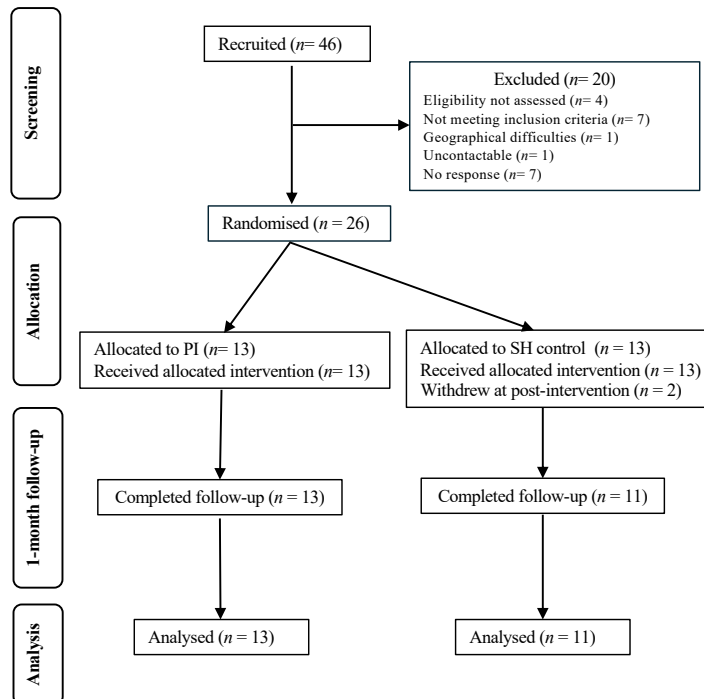 Screening
Recruited (n= 46)
Excluded (n= 20)
Eligibility not assessed (n= 4)
Not meeting inclusion criteria (n= 7)
Geographical difficulties (n= 1)
Uncontactable (n= 1)
No response (n= 7)
Randomised (n = 26)
Allocation
Allocated to PI (n= 13)
Received allocated intervention (n= 13)
Allocated to SH control (n = 13)
Received allocated intervention (n = 13)
Withdrew at post-intervention (n = 2)
1-month follow-up
Completed follow-up (n = 13)
Completed follow-up (n = 11)
Analysis
Analysed (n = 13)
Analysed (n = 11)